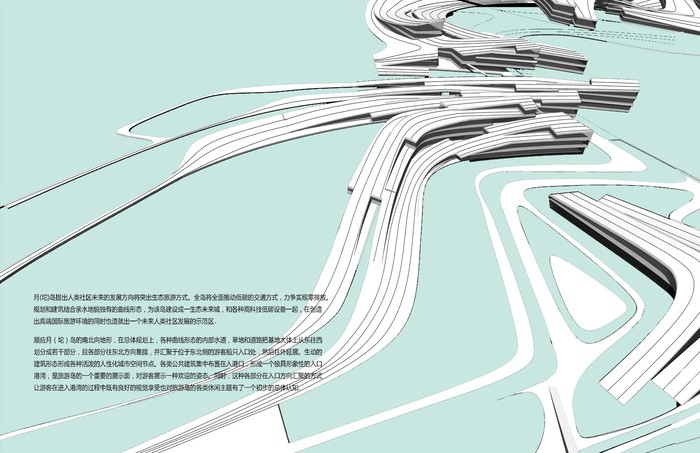 月(坨)岛提出人类社区未来的发展方向将突出生态旅游方式。全岛将全面推动低碳的交通方式，力争实现零排放。
规划和建筑结合亲水地貌独有的曲线形态，为该岛建设成一生态未来城，和各种高科技低碳设备一起，在创造
出高端国际旅游环境的同时也造就出一个未来人类社区发展的示范区.
顺应月（坨）岛的南北向地形，在总体规划上，各种曲线形态的内部水道，草地和道路把基地大体上从东往西
划分成若干部分，且各部分往东北方向重拢，并汇聚于位于东北侧的游客船只入口处，然后往外延展。生动的
建筑形态形成各种活泼的人性化城市空间节点。各类公共建筑集中布置在入港口，形成一个极具形象性的入口
港湾，是旅游岛的一个重要的展示面，对游客展示一种欢迎的姿态。同时，这种各部分在入口方向汇聚的方式
让游客在进入港湾的过程中既有良好的视觉享受也对旅游岛的各类休闲主题有了一个初步的总体认知.